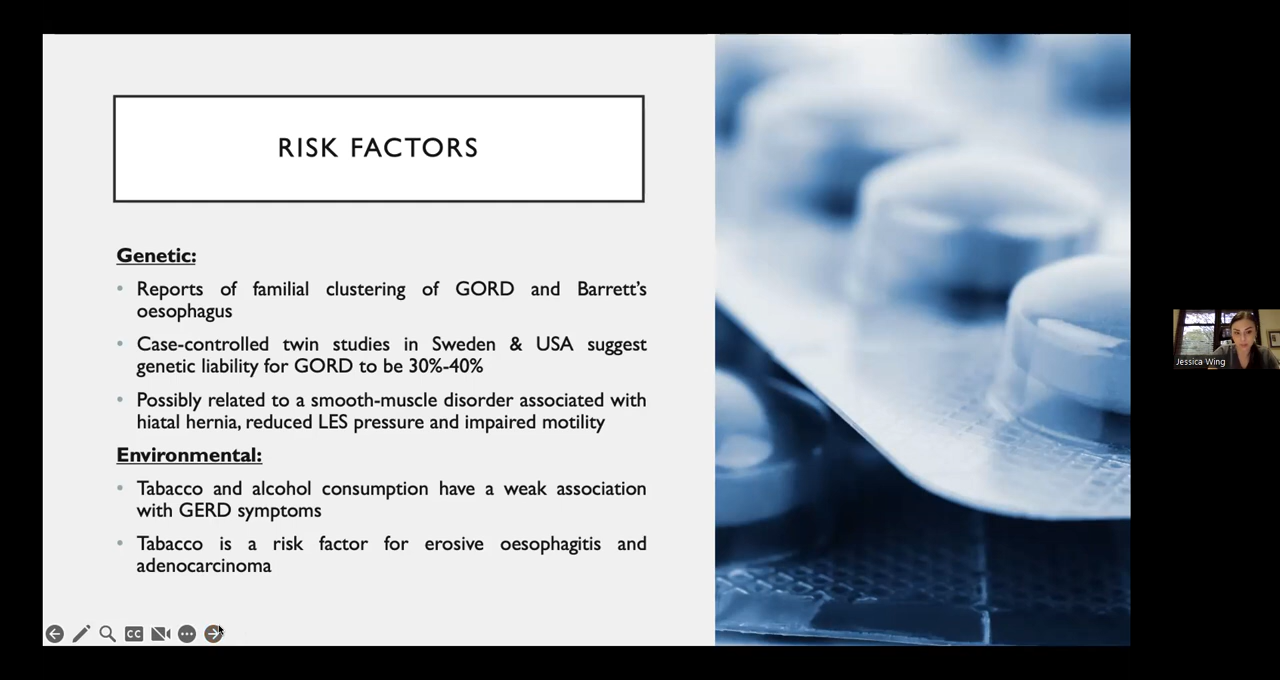 RISK FACTORS
Genetic:
• Reports of familial clustering of GORD and Barrett's
oesophagus
• Case-controlled twin studies in Sweden & USA suggest
genetic liability for GORD to be 30%-40%
• Possibly related to a smooth-muscle disorder associated with
hiatal hernia, reduced LES pressure and impaired motility
Environmental:
• Tabacco and alcohol consumption have a weak association
with GERD symptoms
• Tabacco is a risk factor for erosive oesophagitis and
adenocarcinoma
CC
Jessica Wing